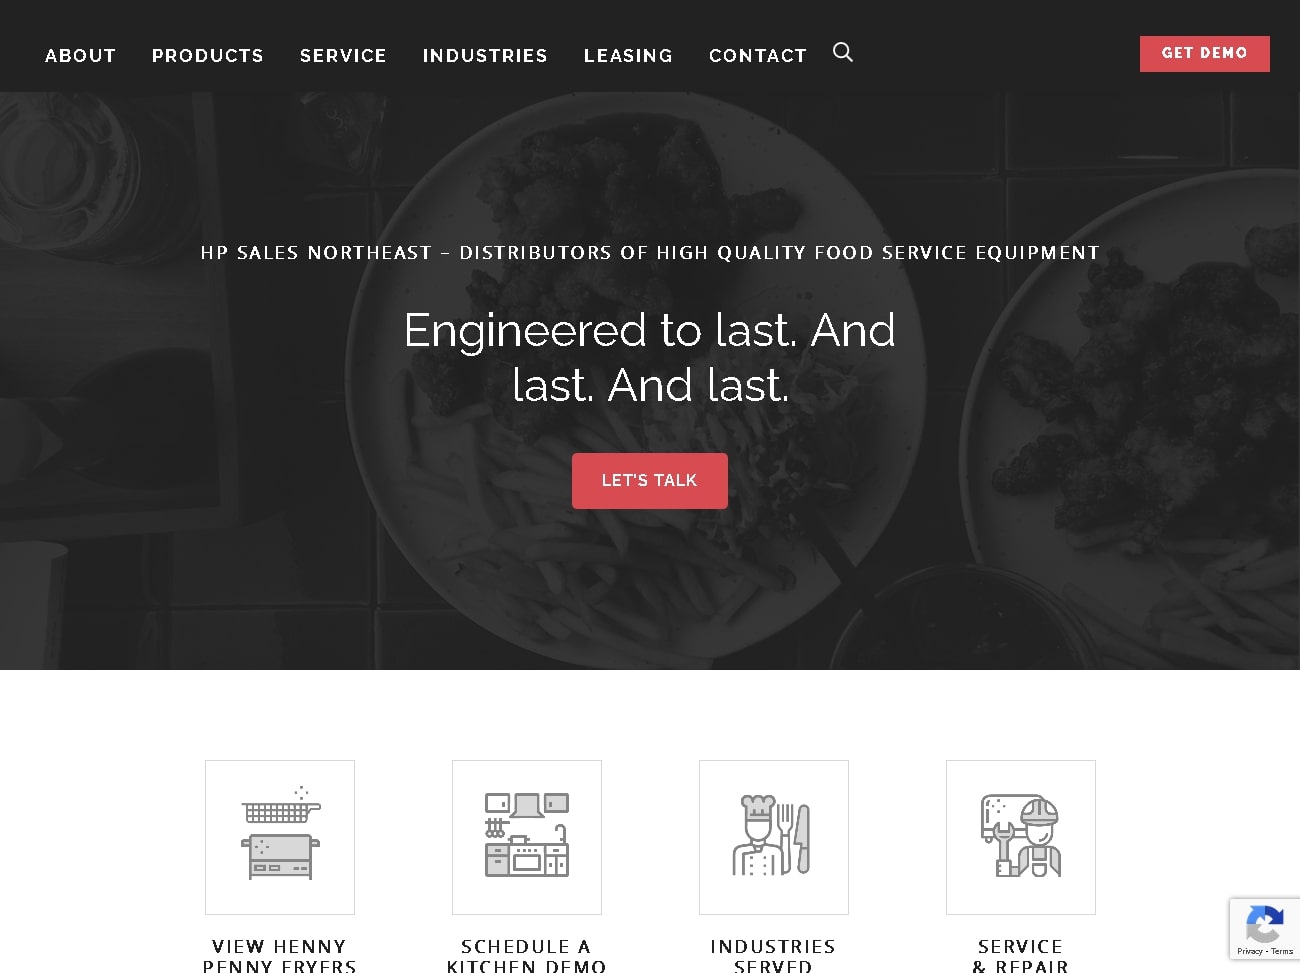 ABOUT PRODUCTS SERVICE INDUSTRIES LEASING CONTACT GET DEMO
HP SALES NORTHEAST – DISTRIBUTORS OF HIGH QUALITY FOOD SERVICE EQUIPMENT
Engineered to last. And
last. And last.
LET'S TALK
VIEW HENNY
PENNY FRYERS
SCHEDULE A
KITCHEN DEMO
INDUSTRIES
SERVED
SERVICE
& REPAIR
Privacy - Terms